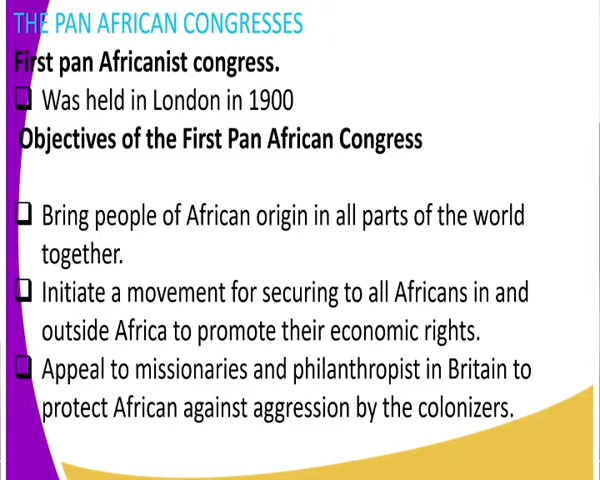 THE PAN AFRICAN CONGRESSES
First pan Africanist congress.
Was held in London in 1900
Objectives of the First Pan African Congress
Bring people of African origin in all parts of the world
together.
Initiate a movement for securing to all Africans in and
outside Africa to promote their economic rights.
Appeal to missionaries and philanthropist in Britain to
protect African against aggression by the colonizers.